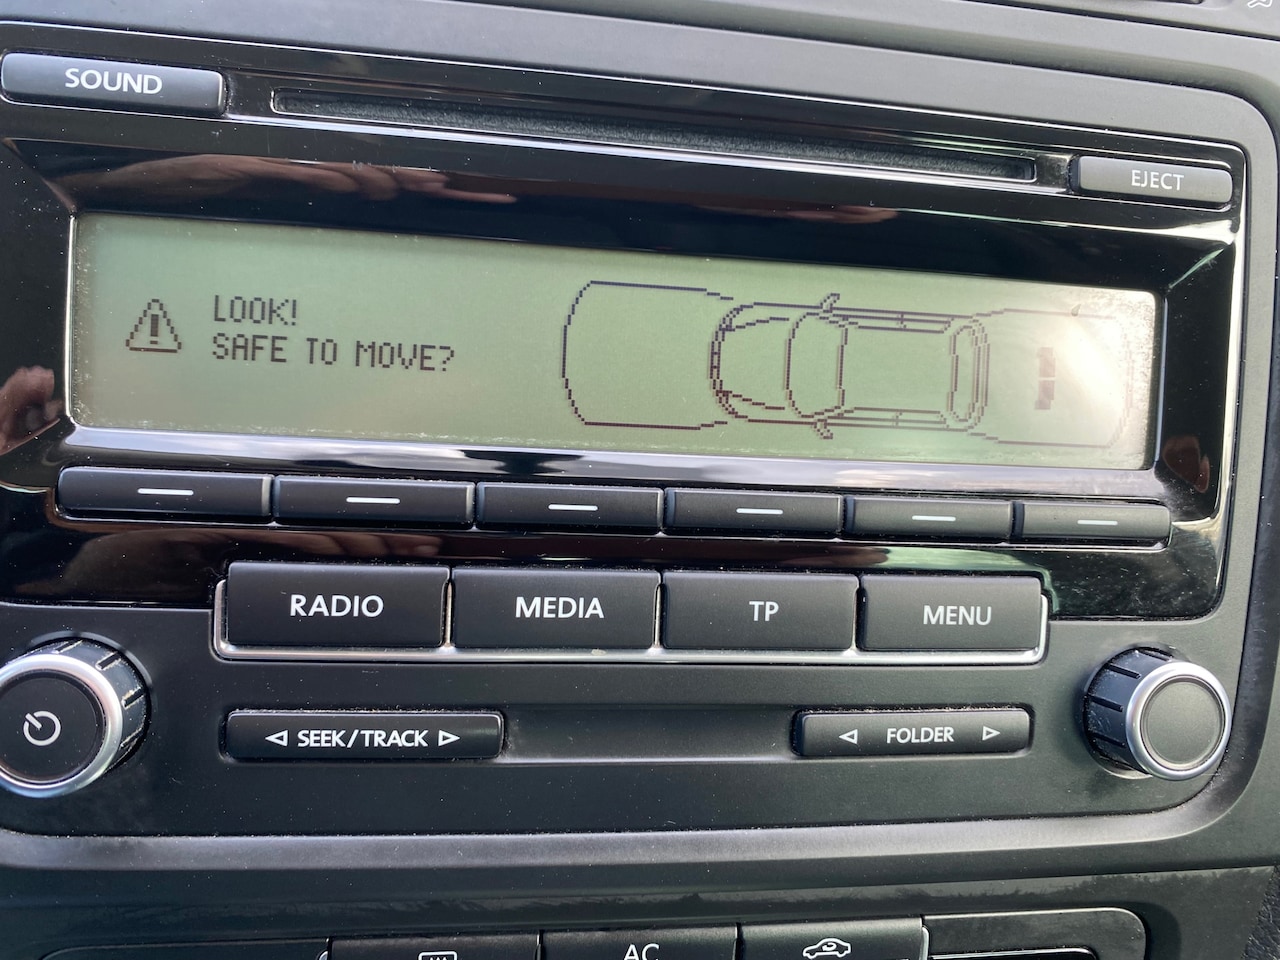 SOUND
EJECT
LOOK!
SAFE TO MOVE?
RADIO
MEDIA
TP
MENU
SEEK/TRACK
FOLDER
AC